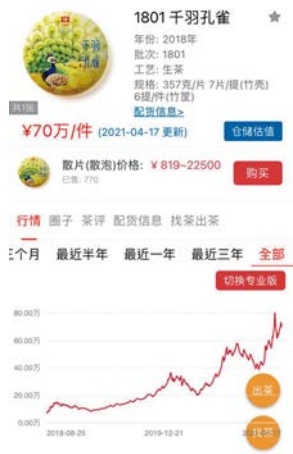 1801 千羽孔雀
年份: 2018年
批次: 1801
工艺: 生茶
规格: 357克/片 7片/提(竹壳)
6提/件(竹筐)
配货信息>
共1张
¥70万/件 (2021-04-17 更新)
仓储估值
散片(散泡)价格: ¥ 819~22500
已售: 770
购买
行情 圈子 茶评 配货信息 找茶出茶
三个月 最近半年 最近一年 最近三年 全部
切换专业版
80.00万
60.00万
40.00万
出茶
20.00万
0.00万
2018-08-25 2019-12-21
找茶